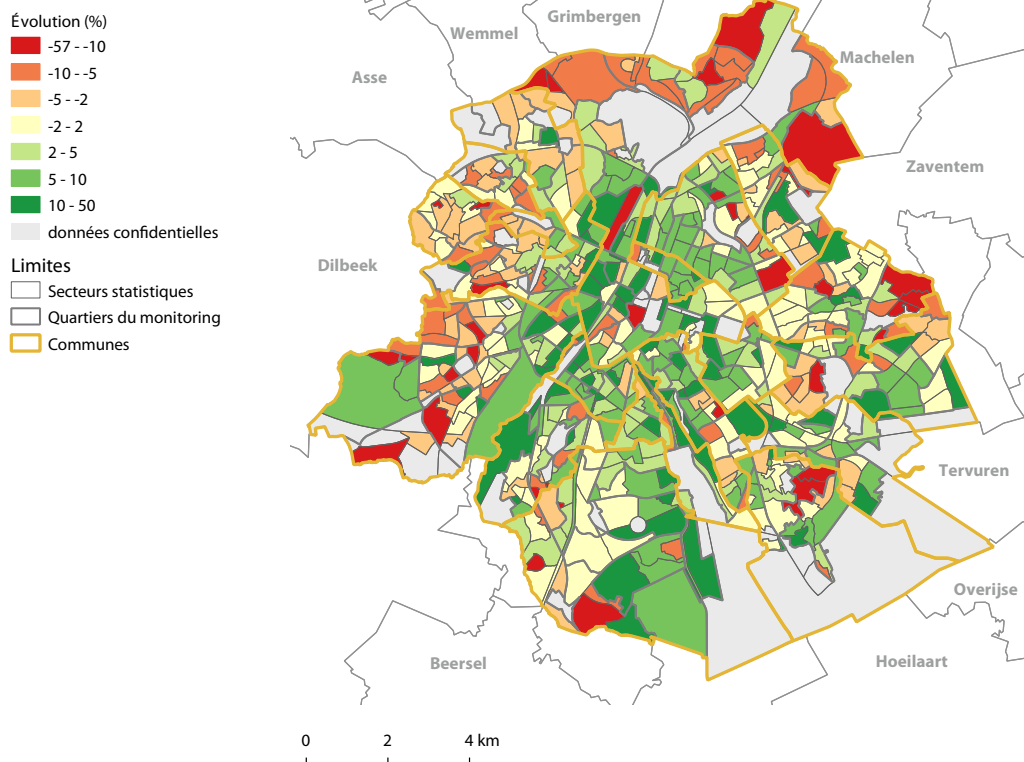 Évolution (%)
-57 - -10
-10 - -5
-5 - -2
-2 - 2
2 - 5
5 - 10
10 - 50
données confidentielles
Limites
Secteurs statistiques
Quartiers du monitoring
Communes
Grimbergen
Wemmel
Machelen
Asse
Zaventem
Dilbeek
Tervuren
Overijse
Beersel
Hoeilaart
0 2 4 km